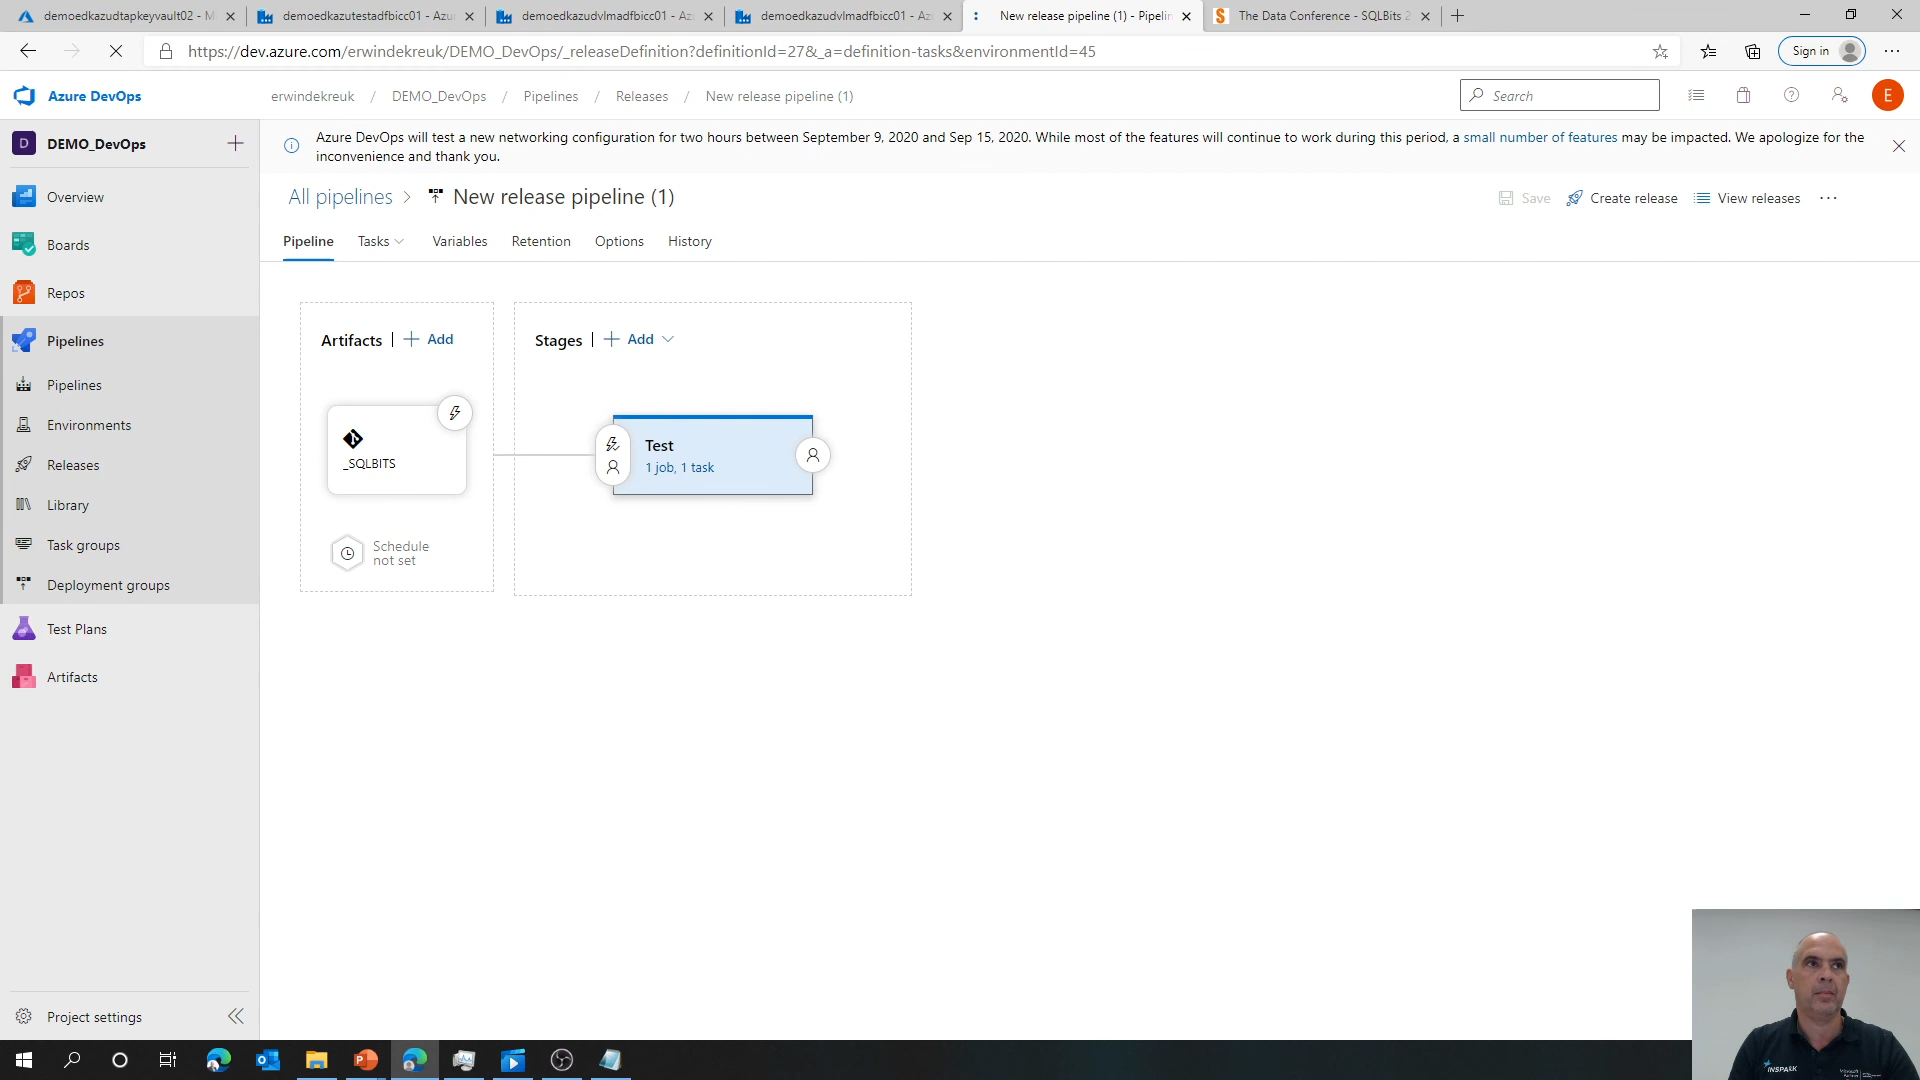 demoedkazudtapkeyvault02 - M
demoedkazutestadfbicc01 - Azu
demoedkazudvlmadfbicc01 - Az
demoedkazudvlmadfbicc01 - Az
New release pipeline (1) - Pipelin
The Data Conference - SQLBits 2
https://dev.azure.com/erwindekreuk/DEMO_DevOps/_releaseDefinition?definitionId=27&_a=definition-tasks&environmentId=45
Sign in
Azure DevOps
erwindekreuk / DEMO_DevOps / Pipelines / Releases / New release pipeline (1)
Search
E
D DEMO_DevOps
Azure DevOps will test a new networking configuration for two hours between September 9, 2020 and Sep 15, 2020. While most of the features will continue to work during this period, a small number of features may be impacted. We apologize for the
inconvenience and thank you.
Overview
Boards
Repos
Pipelines
Pipelines
Environments
Releases
Library
Task groups
Deployment groups
Test Plans
Artifacts
Project settings
All pipelines > New release pipeline (1)
Save
Create release
View releases
Pipeline
Tasks
Variables
Retention
Options
History
Artifacts | + Add
Stages | + Add
_SQLBITS
Schedule
not set
Test
1 job, 1 task
INSPARK